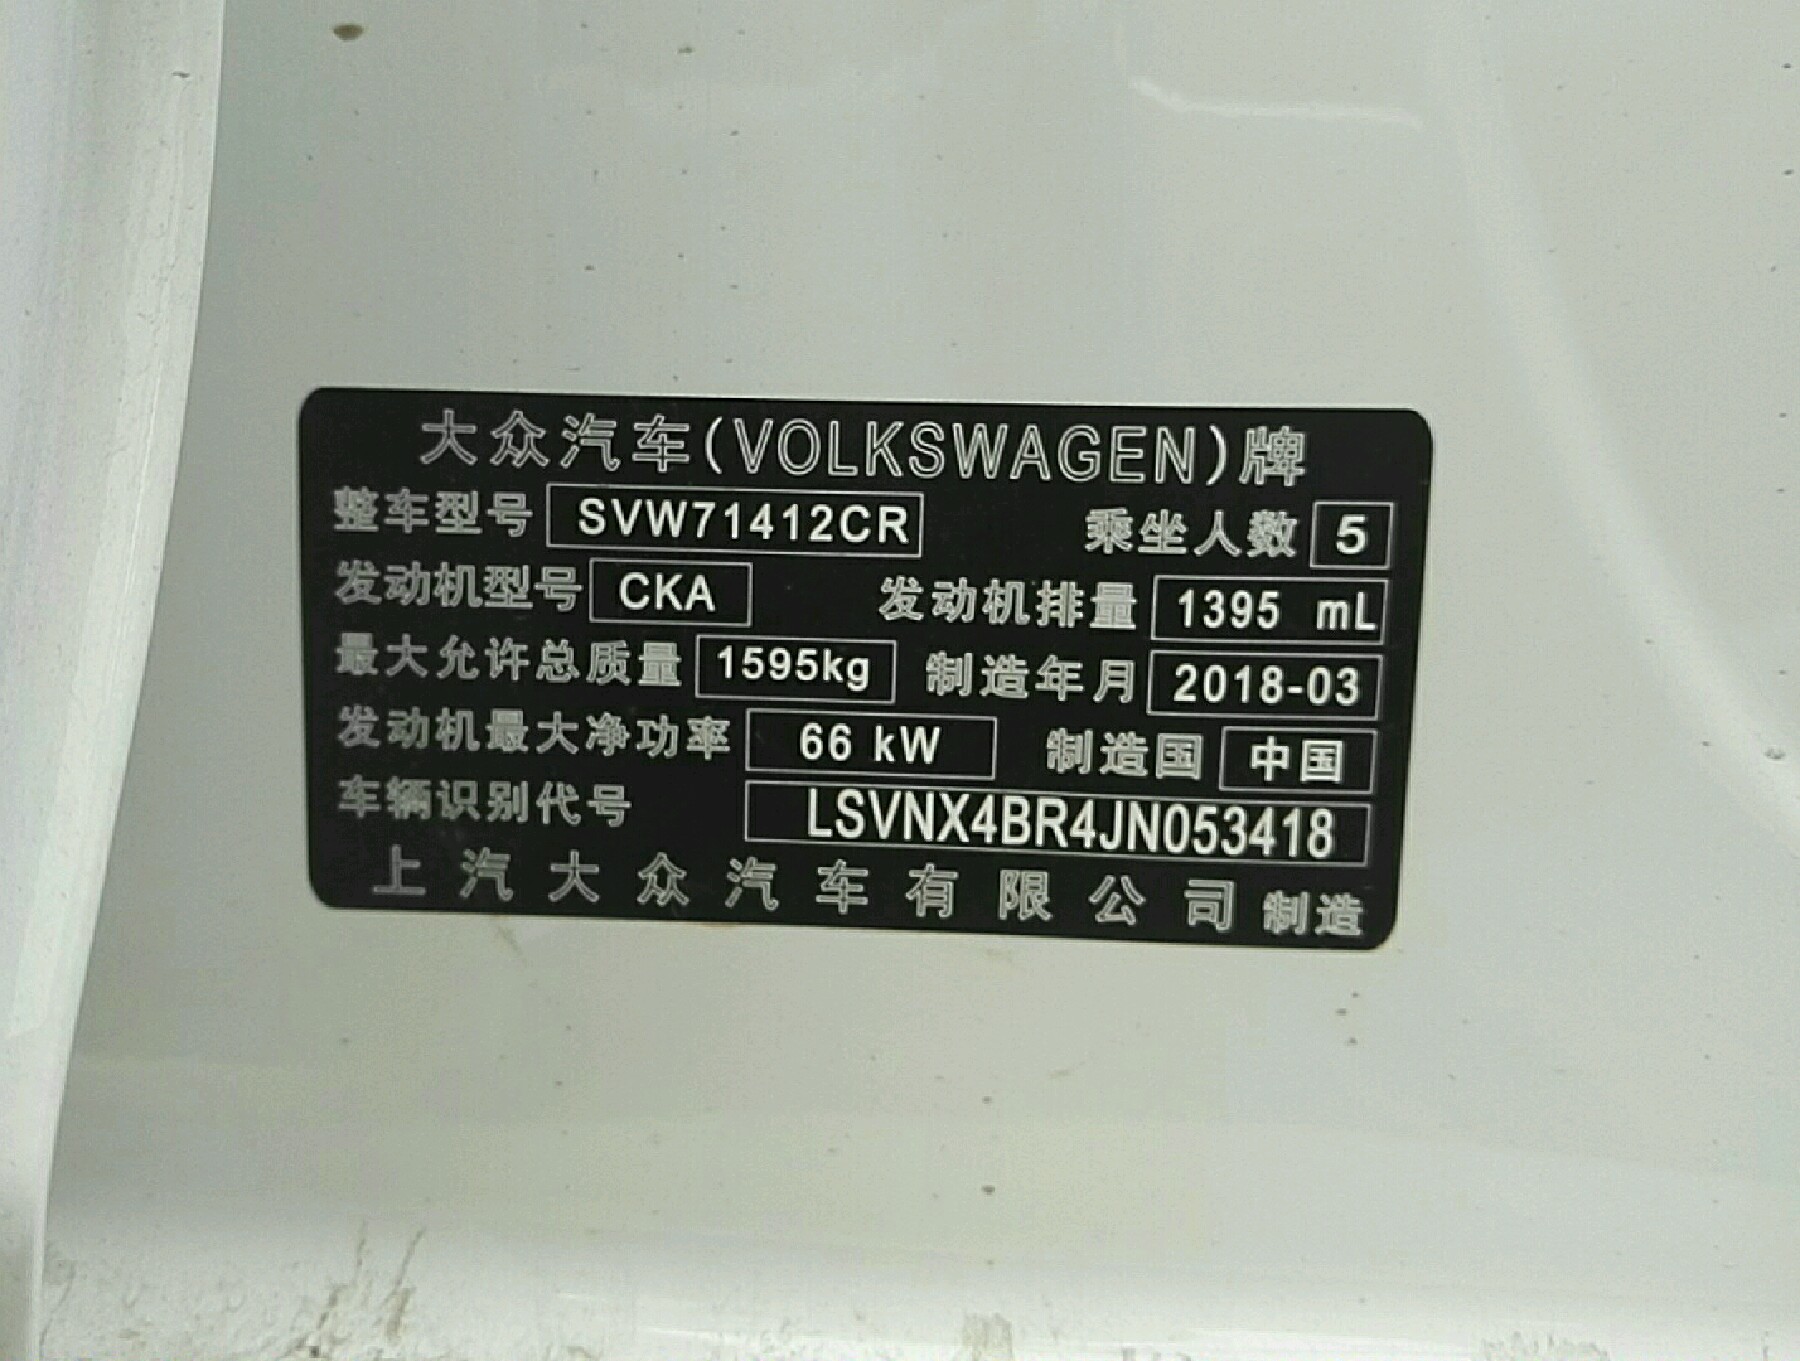 大众汽车(VOLKSWAGEN)牌
整车型号 SVW71412CR 乘坐人数 5
发动机型号 CKA 发动机排量 1395 mL
最大允许总质量 1595kg 制造年月 2018-03
发动机最大净功率 66 kW 制造国 中国
车辆识别代号 LSVNX4BR4JN053418
上汽大众汽车有限公司 制造